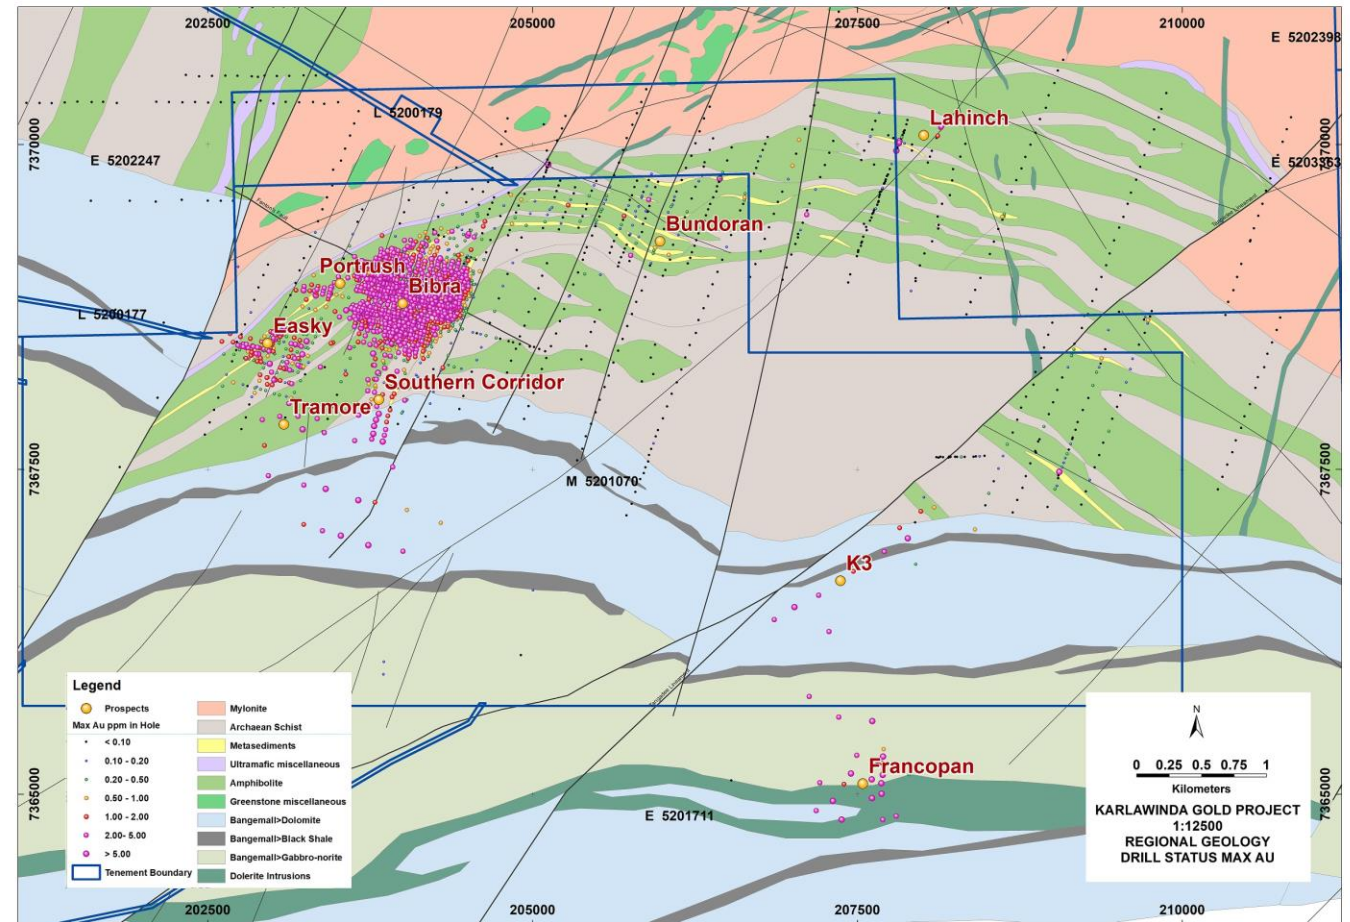 202500
205000
207500
210000
E 5202398
L 5200179
Lahinch
7370000
7370000
E 5202247
E 5203363
Fentons Fault
Bundoran
Portrush
Bibra
L 5200177
Easky
Southern Corridor
Tramore
7367500
7367500
M 5201070
K3
Legend
Prospects
Max Au ppm in Hole
< 0.10
0.10 - 0.20
0.20 - 0.50
0.50 - 1.00
1.00 - 2.00
2.00- 5.00
> 5.00
Tenement Boundary
Mylonite
Archaean Schist
Metasediments
Ultramafic miscellaneous
Amphibolite
Greenstone miscellaneous
Bangemall>Dolomite
Bangemall>Black Shale
Bangemall>Gabbro-norite
Dolerite Intrusions
N
0 0.25 0.5 0.75 1
Kilometers
KARLAWINDA GOLD PROJECT
1:12500
REGIONAL GEOLOGY
DRILL STATUS MAX AU
Francopan
7365000
7365000
E 5201711
202500
205000
207500
210000